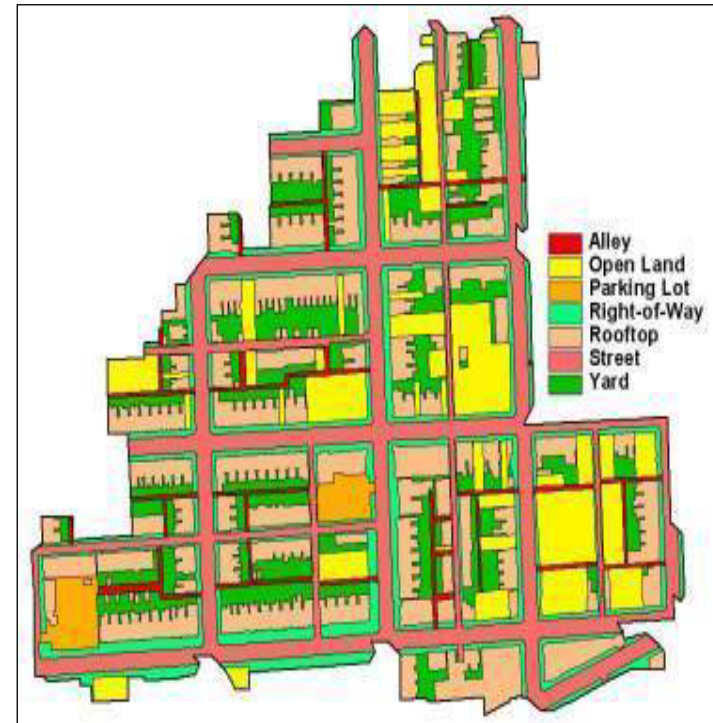 Alley
Open Land
Parking Lot
Right-of-Way
Rooftop
Street
Yard